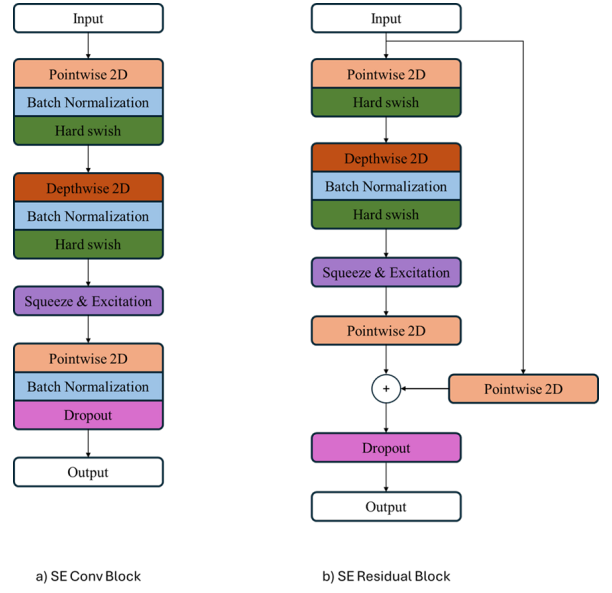 Input
Pointwise 2D
Batch Normalization
Hard swish
Depthwise 2D
Batch Normalization
Hard swish
Squeeze & Excitation
Pointwise 2D
Batch Normalization
Dropout
Output
a) SE Conv Block
Input
Pointwise 2D
Hard swish
Depthwise 2D
Batch Normalization
Hard swish
Squeeze & Excitation
Pointwise 2D
+
Pointwise 2D
Dropout
Output
b) SE Residual Block